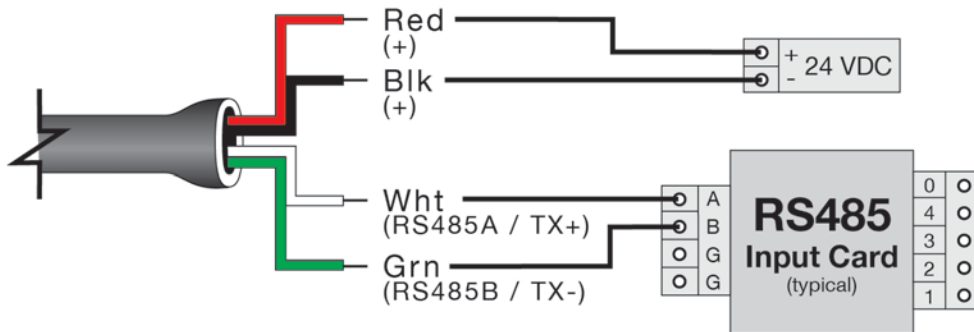 Red
(+)
Blk
(+)
+
-
24 VDC
Wht
(RS485A / TX+)
Grn
(RS485B / TX-)
A
B
G
G
RS485
Input Card
(typical)
0
4
3
2
1